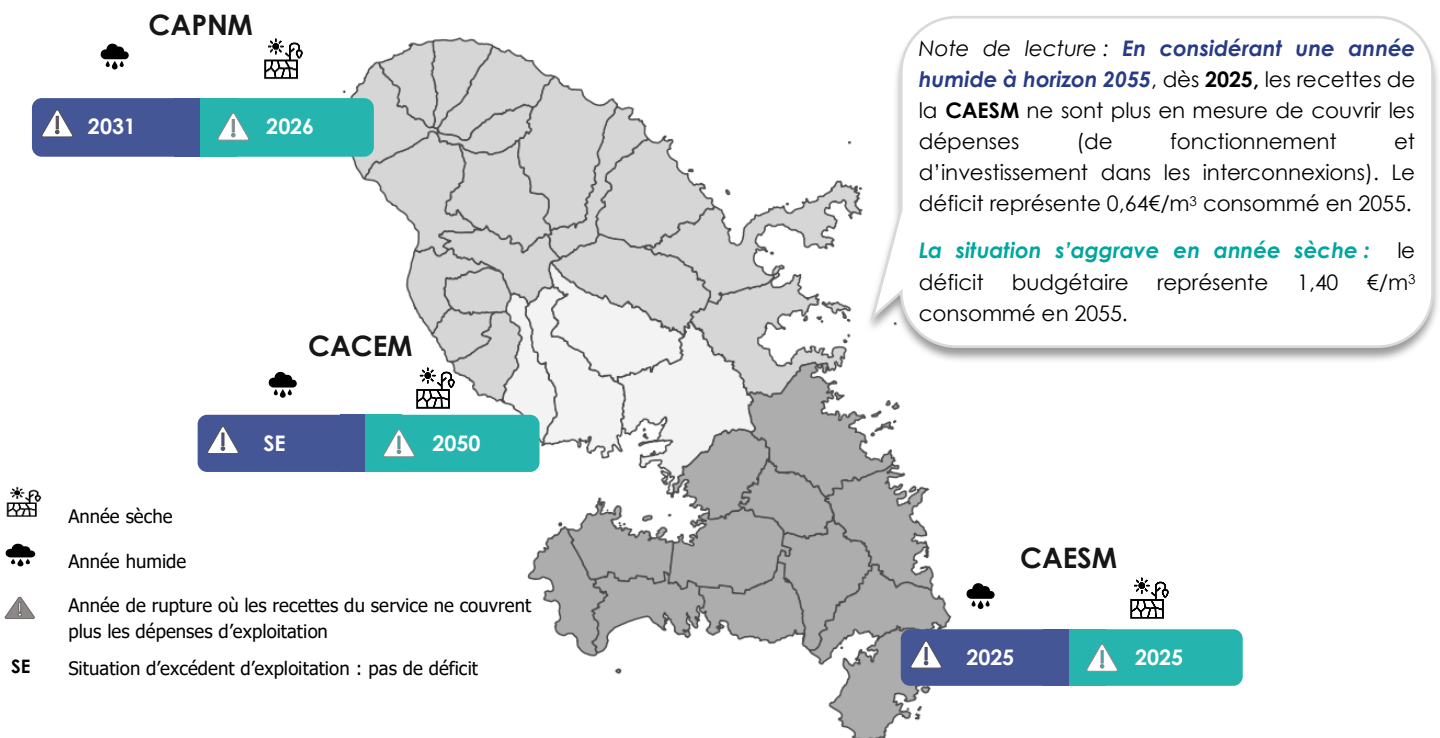 CAPNM
2031
2026
Note de lecture : En considérant une année
humide à horizon 2055, dès 2025, les recettes de
la CAESM ne sont plus en mesure de couvrir les
dépenses (de fonctionnement et
d’investissement dans les interconnexions). Le
déficit représente 0,64€/m³ consommé en 2055.
La situation s’aggrave en année sèche : le
déficit budgétaire représente 1,40 €/m³
consommé en 2055.
CACEM
SE
2050
Année sèche
Année humide
Année de rupture où les recettes du service ne couvrent
plus les dépenses d’exploitation
SE Situation d’excédent d’exploitation : pas de déficit
CAESM
2025
2025